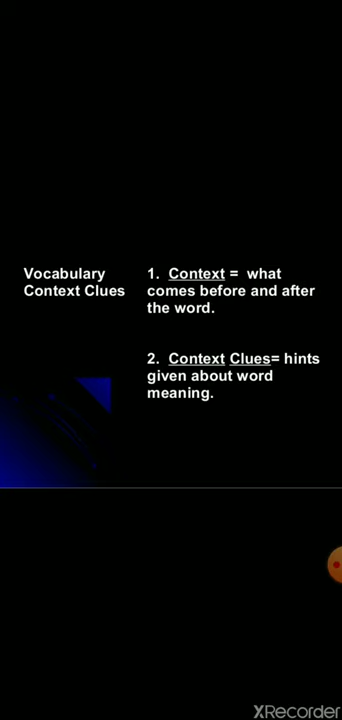 Vocabulary
Context Clues
1. Context = what
comes before and after
the word.
2. Context Clues= hints
given about word
meaning.
XRecorder